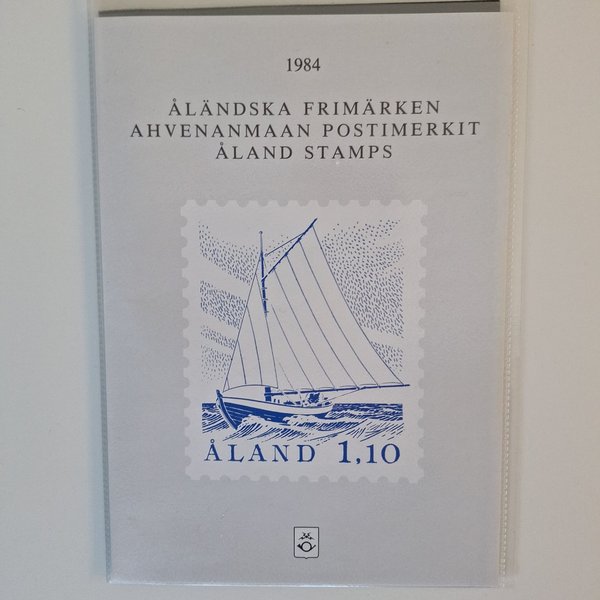 1984
ÅLÄNDSKA FRIMÄRKEN
AHVENANMAAN POSTIMERKIT
ÅLAND STAMPS
ÅLAND 1,10